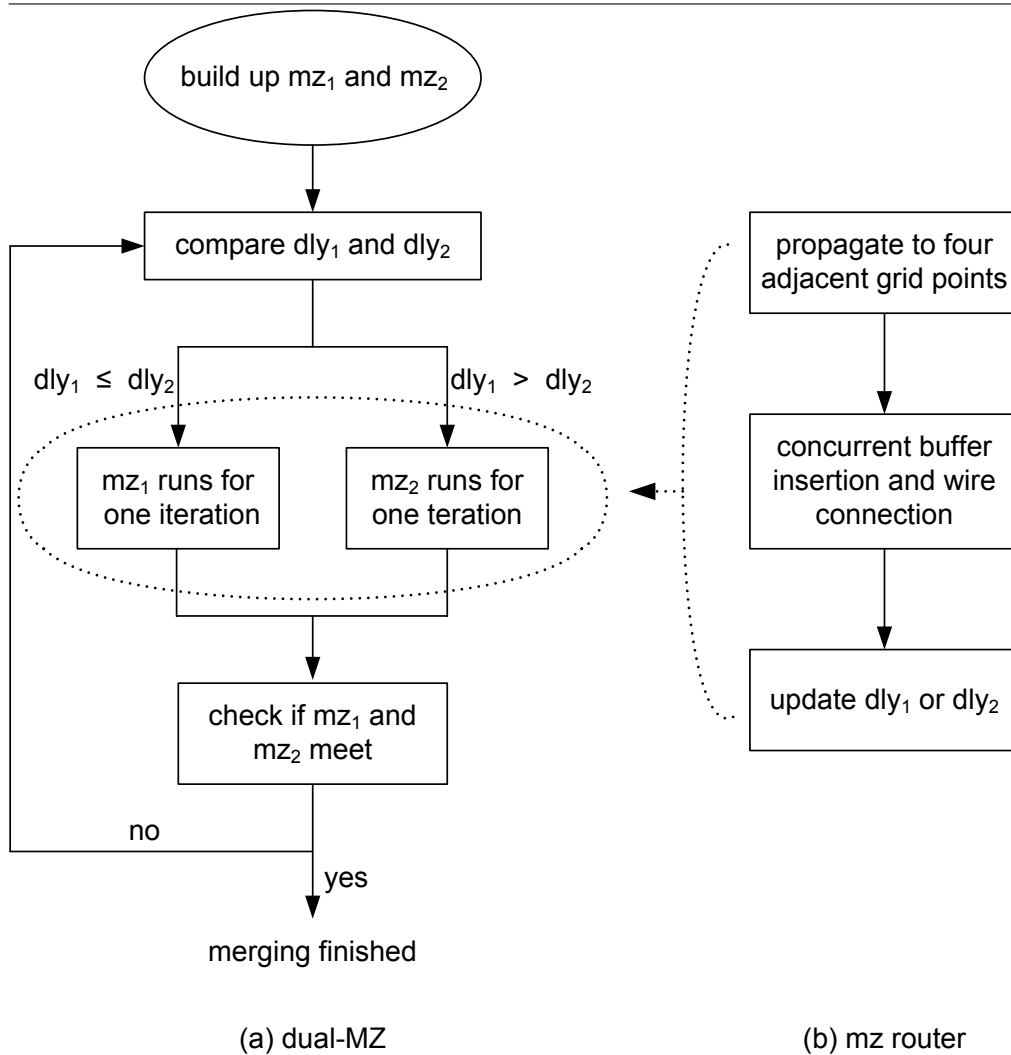 build up mz₁ and mz₂
compare dly₁ and dly₂
dly₁ ≤ dly₂
dly₁ > dly₂
mz₁ runs for
one iteration
mz₂ runs for
one teration
check if mz₁ and
mz₂ meet
no
yes
merging finished
(a) dual-MZ
propagate to four
adjacent grid points
concurrent buffer
insertion and wire
connection
update dly₁ or dly₂
(b) mz router